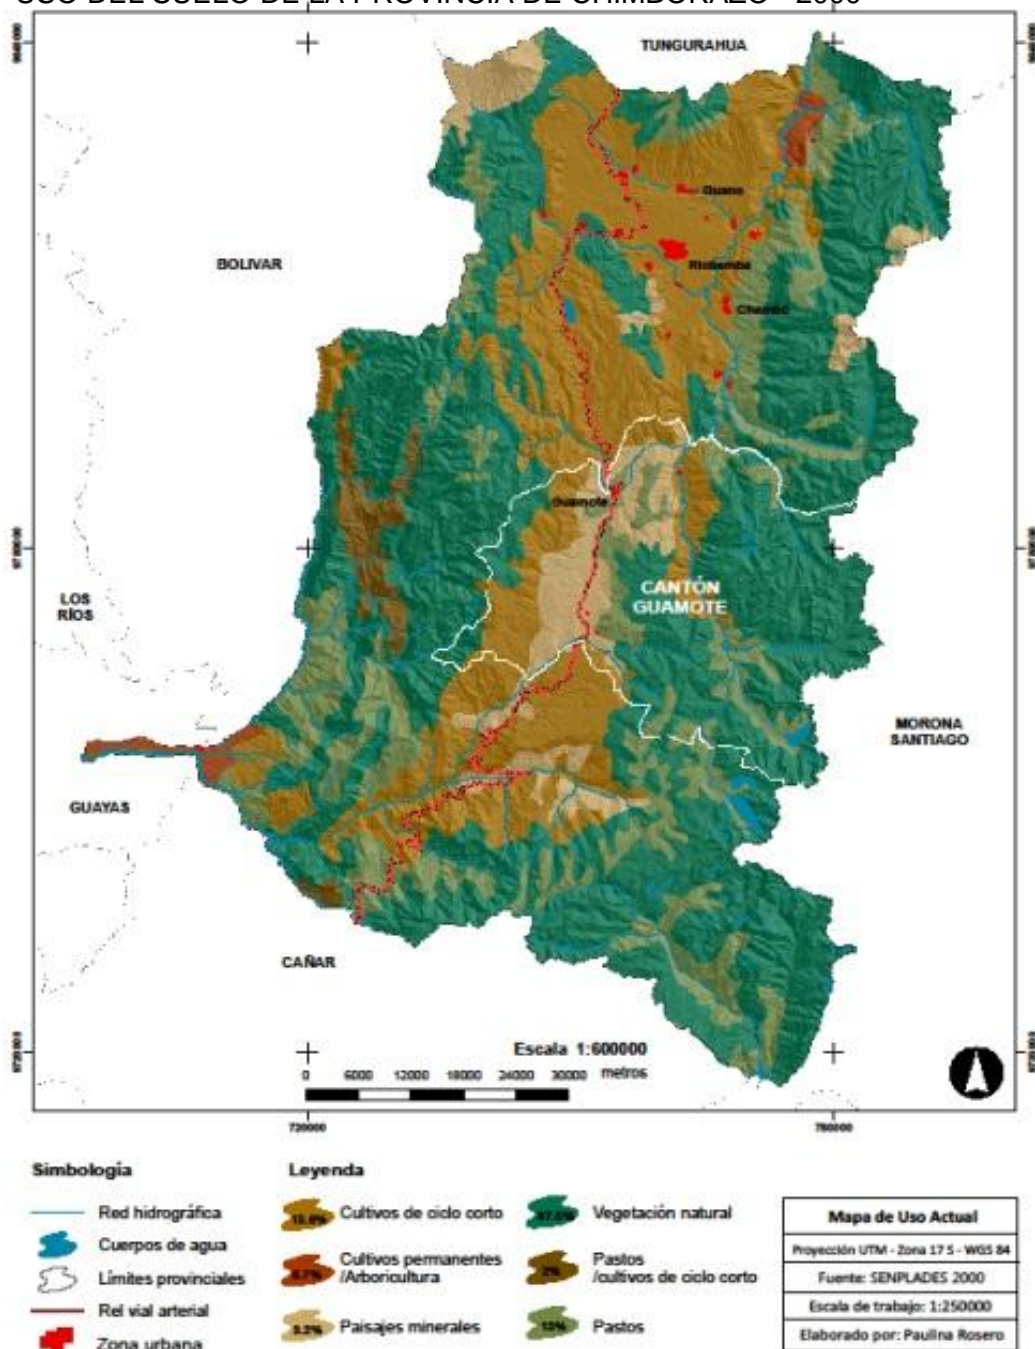 USO DEL SUELO DE LA PROVINCIA DE CHIMBORAZO - 2000
TUNGURAHUA
Guano
BOLIVAR
Riobamba
Chambo
Guamote
CANTÓN
GUAMOTE
LOS
RÍOS
MORONA
SANTIAGO
GUAYAS
CAÑAR
Escala 1:600000
0 6000 12000 18000 24000 30000 metros
720000
Simbología
Red hidrográfica
Cuerpos de agua
Límites provinciales
Rel vial arterial
Zona urbana
Leyenda
Cultivos de ciclo corto
Cultivos permanentes
/Arboricultura
Paisajes minerales
Vegetación natural
2%
Pastos
/cultivos de ciclo corto
Pastos
Mapa de Uso Actual
Proyección UTM - Zona 17 S - WGS 84
Fuente: SENPLADES 2000
Escala de trabajo: 1:250000
Elaborado por: Paulina Rosero